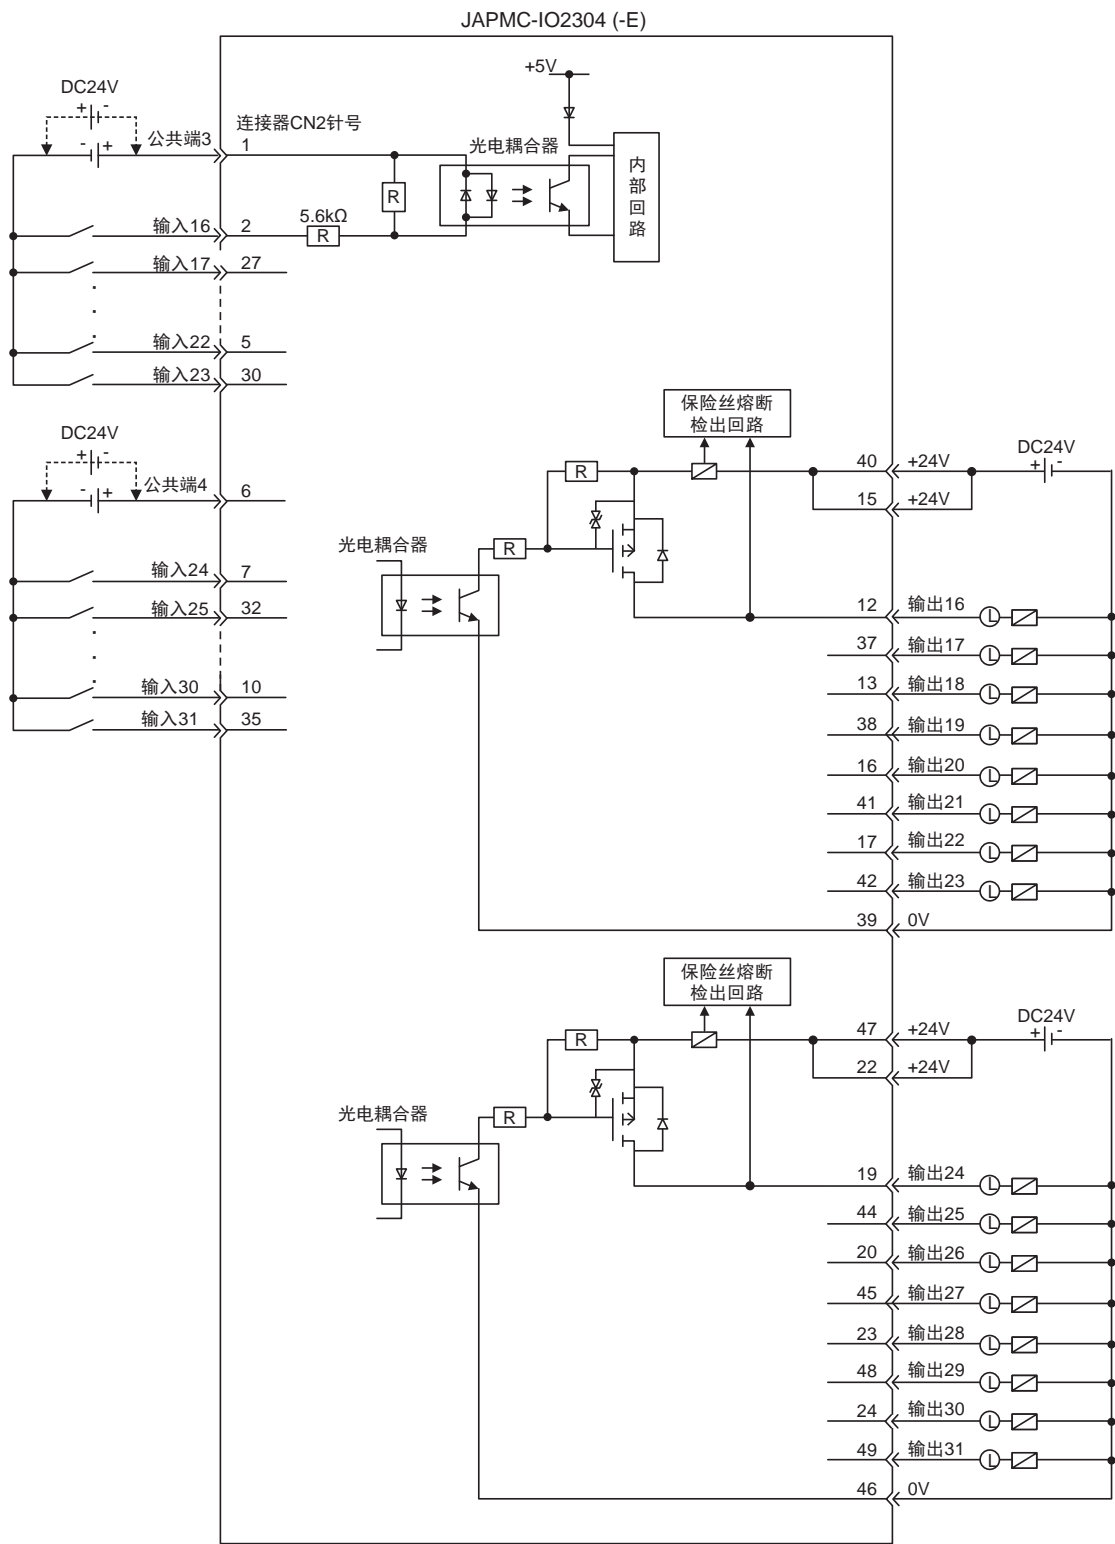 JAPMC-IO2304 (-E)
+5V
DC24V
+ -
- +
公共端3
连接器CN2针号
1
光电耦合器
内部回路
R
5.6kΩ
R
输入16
2
输入17
27
输入22
5
输入23
30
DC24V
+ -
- +
公共端4
6
输入24
7
输入25
32
输入30
10
输入31
35
保险丝熔断
检出回路
R
40
+24V
DC24V
+ -
15
+24V
光电耦合器
R
12
输出16
L
37
输出17
L
13
输出18
L
38
输出19
L
16
输出20
L
41
输出21
L
17
输出22
L
42
输出23
L
39
0V
保险丝熔断
检出回路
R
47
+24V
DC24V
+ -
22
+24V
光电耦合器
R
19
输出24
L
44
输出25
L
20
输出26
L
45
输出27
L
23
输出28
L
48
输出29
L
24
输出30
L
49
输出31
L
46
0V